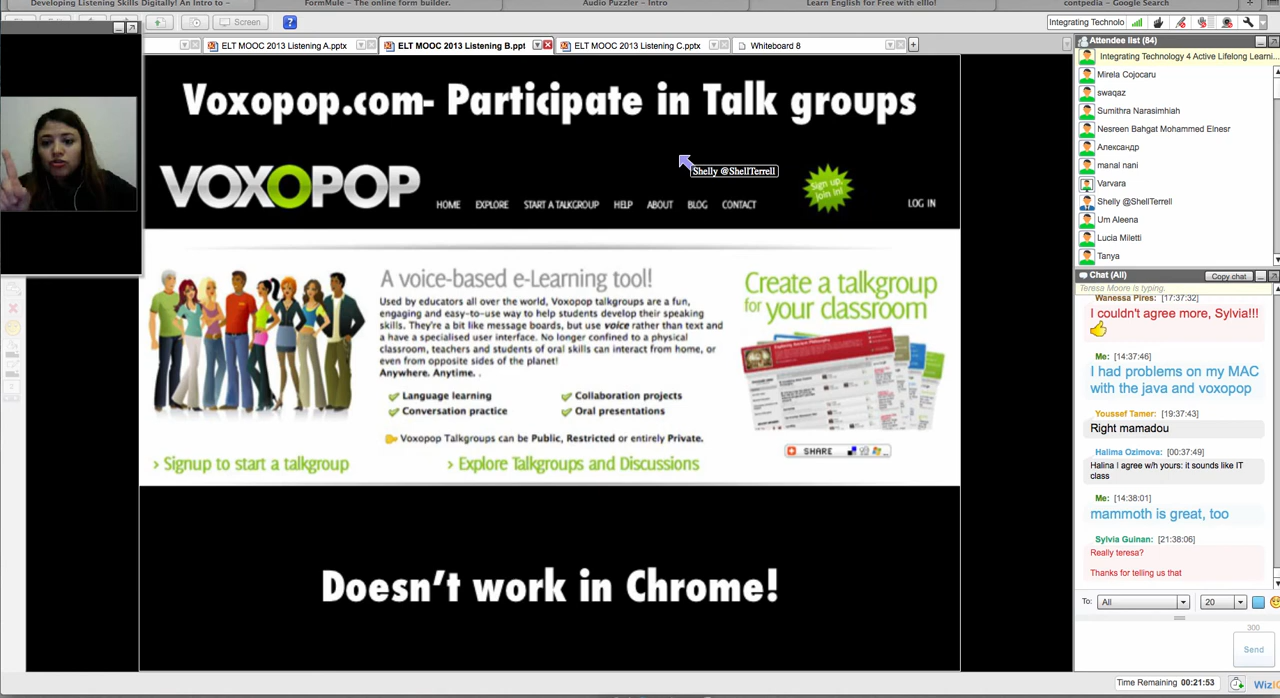 Developing Listening Skills Digitally! An Intro to -
FormMule - The online form builder.
Audio Puzzler - Intro
Learn English for Free with elllo!
contpedia - Google Search
Screen
?
Integrating Technolo
ELT MOOC 2013 Listening A.pptx
ELT MOOC 2013 Listening B.ppt
ELT MOOC 2013 Listening C.pptx
Whiteboard 8
Voxopop.com- Participate in Talk groups
Shelly @ShellTerrell
VOXOPOP
HOME
EXPLORE
START A TALKGROUP
HELP
ABOUT
BLOG
CONTACT
Sign up,
join in!
LOG IN
A voice-based e-Learning tool!
Used by educators all over the world, Voxopop talkgroups are a fun,
engaging and easy-to-use way to help students develop their speaking
skills. They're a bit like message boards, but use voice rather than text and
a have a specialised user interface. No longer confined to a physical
classroom, teachers and students of oral skills can interact from home, or
even from opposite sides of the planet!
Anywhere. Anytime. .
Language learning
Collaboration projects
Conversation practice
Oral presentations
Voxopop Talkgroups can be Public, Restricted or entirely Private.
> Signup to start a talkgroup
> Explore Talkgroups and Discussions
Create a talkgroup
for your classroom
SHARE
Doesn't work in Chrome!
Attendee list (84)
Integrating Technology 4 Active Lifelong Learni...
Mirela Cojocaru
swaqaz
Sumithra Narasimhiah
Nesreen Bahgat Mohammed Elnesr
Александр
manal nani
Varvara
Shelly @ShellTerrell
Um Aleena
Lucia Miletti
Tanya
Chat (All)
Copy chat
Teresa Moore is typing.
Wanessa Pires: [17:37:32]
I couldn't agree more, Sylvia!!!
Me: [14:37:46]
I had problems on my MAC
with the java and voxopop
Youssef Tamer: [19:37:43]
Right mamadou
Halima Ozimova: [00:37:49]
Halina I agree w/h yours: it sounds like IT
class
Me: [14:38:01]
mammoth is great, too
Sylvia Guinan: [21:38:06]
Really teresa?
Thanks for telling us that
To:
All
20
300
Send
Time Remaining 00:21:53